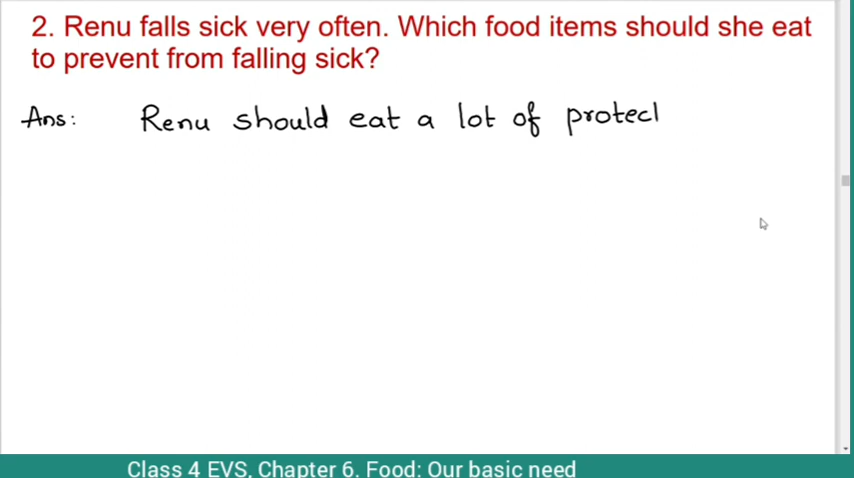 2. Renu falls sick very often. Which food items should she eat
to prevent from falling sick?
Ans: Renu should eat a lot of protecl
Class 4 EVS, Chapter 6. Food: Our basic need